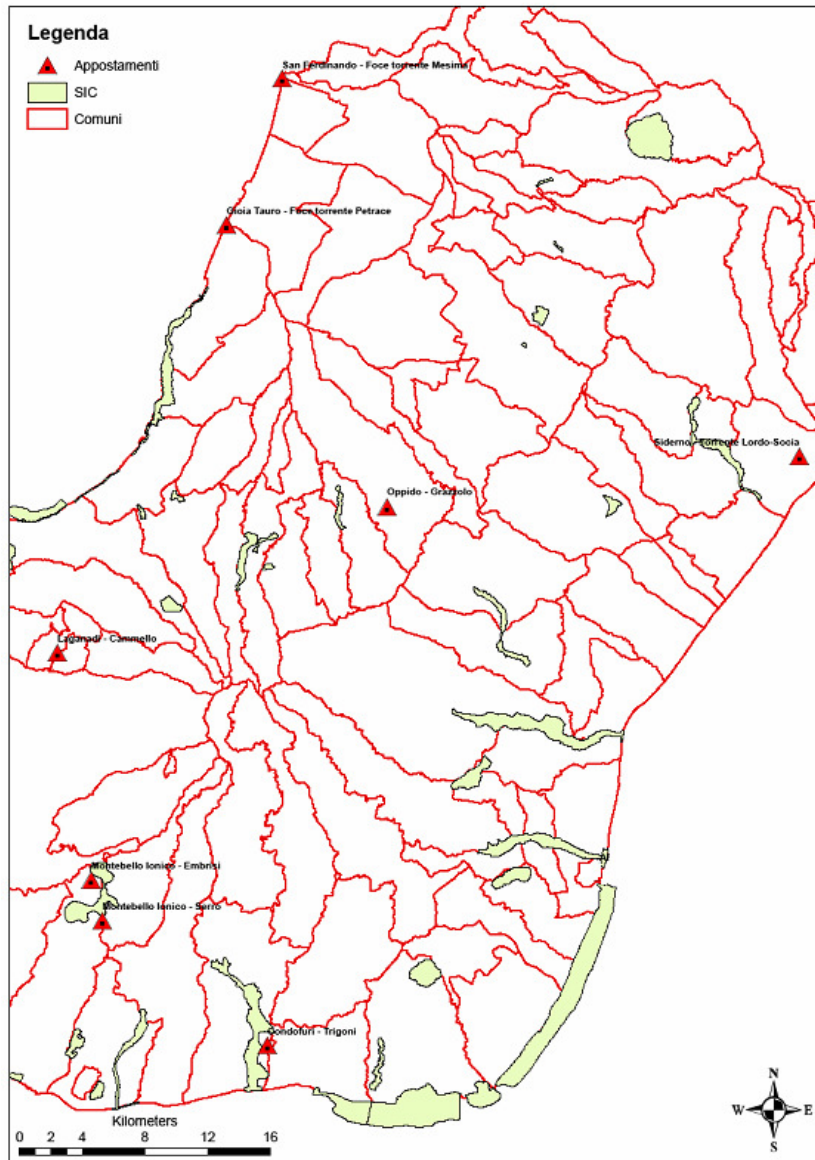 Legenda
Appostamenti
SIC
Comuni
San Ferdinando - Foce torrente Mesima
Gioia Tauro - Foce torrente Petrace
Siderno - Torrente Lordo-Socia
Oppido - Grazzolo
Laganadi - Cammello
Montebello Ionico - Embrisi
Montebello Ionico - Serro
Condofuri - Trigoni
Kilometers
0 2 4 8 12 16
N
W E
S